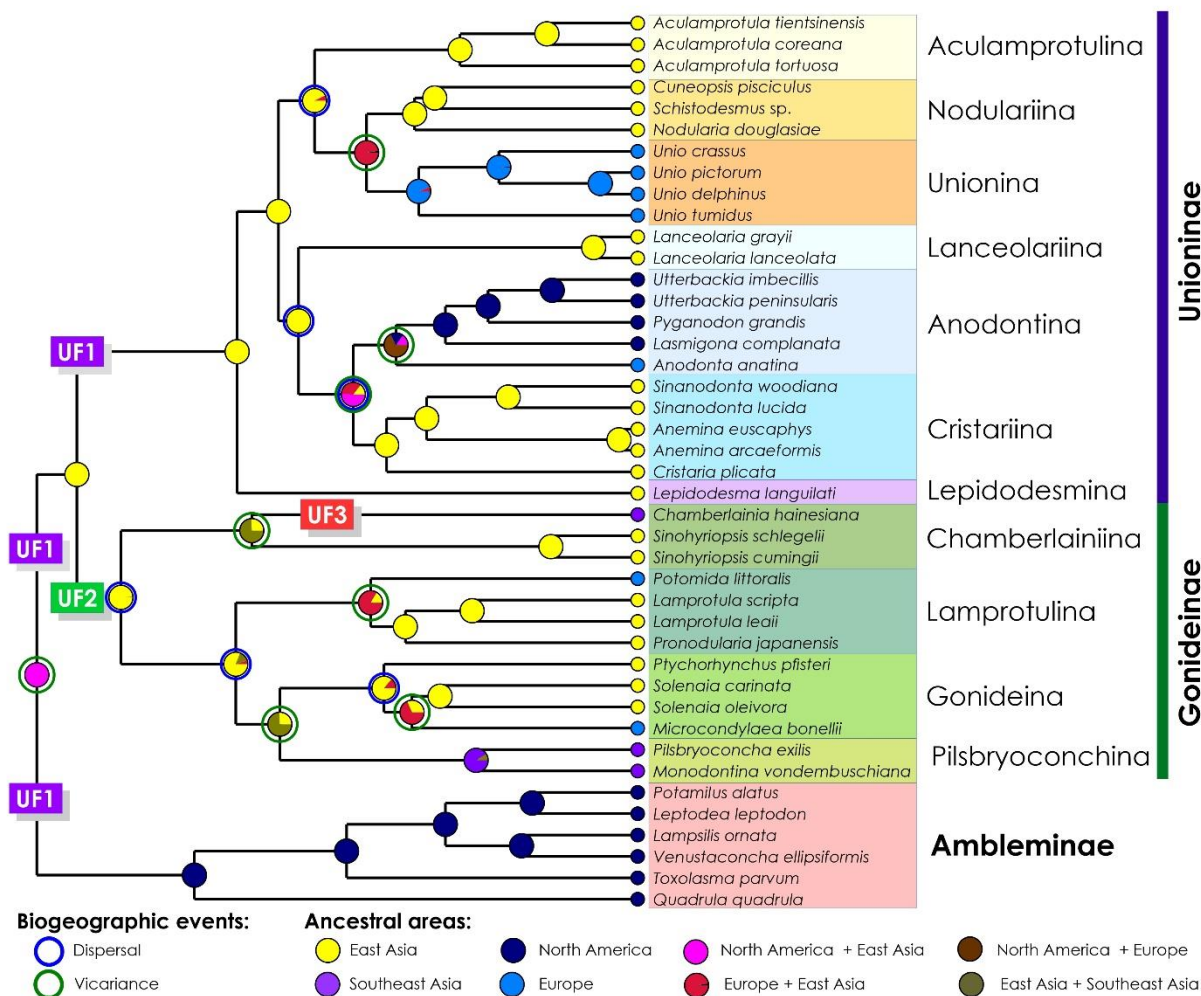 Aculamprotula tientsinensis
Aculamprotula coreana
Aculamprotula tortuosa
Aculamprotulina
Cuneopsis pisciculus
Schistodesmus sp.
Nodularia douglasiae
Nodulariina
Unio crassus
Unio pictorum
Unio delphinus
Unio tumidus
Unionina
Lanceolaria grayii
Lanceolaria lanceolata
Lanceolariina
Utterbackia imbecillis
Utterbackia peninsularis
Pyganodon grandis
Lasmigona complanata
Anodonta anatina
Anodontina
Sinanodonta woodiana
Sinanodonta lucida
Anemina euscaphys
Anemina arcaeformis
Cristaria plicata
Cristariina
Lepidodesma languilati
Lepidodesmina
Unioninae
Chamberlainia hainesiana
Sinohyriopsis schlegelii
Sinohyriopsis cumingii
Chamberlainiina
Potomida littoralis
Lamprotula scripta
Lamprotula leaii
Pronodularia japanensis
Lamprotulina
Ptychorhynchus pfisteri
Solenaia carinata
Solenaia oleivora
Microcondylaea bonellii
Gonideina
Pilsbryoconcha exilis
Monodontina vondembuschiana
Pilsbryoconchina
Gonideinae
Potamilus alatus
Leptodea leptodon
Lampsilis ornata
Venustaconcha ellipsiformis
Toxolasma parvum
Quadrula quadrula
Ambleminae
UF1
UF1
UF2
UF3
UF1
Biogeographic events:
Dispersal
Vicariance
Ancestral areas:
East Asia
North America
North America + East Asia
North America + Europe
Southeast Asia
Europe
Europe + East Asia
East Asia + Southeast Asia